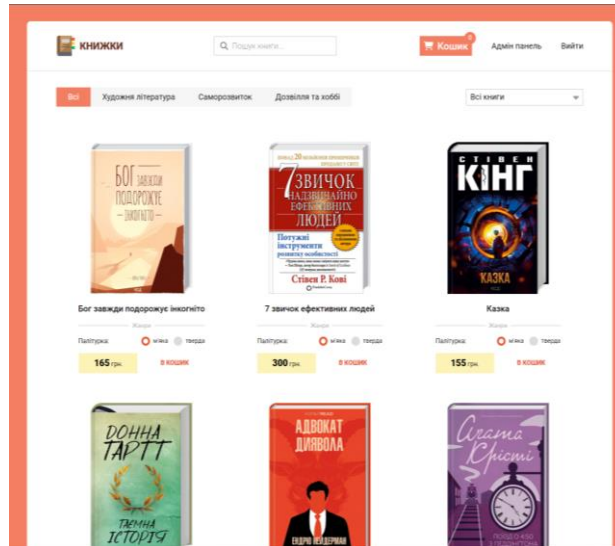 КНИЖКИ
Пошук книги...
Кошик
0
Адмін панель
Вийти
Всі
Художня література
Саморозвиток
Дозвілля та хоббі
Всі книги
БОГ ЗАВЖДИ
ПОДОРОЖУЄ
ІНКОГНІТО
7 ЗВИЧОК
НАДЗВИЧАЙНО
ЕФЕКТИВНИХ
ЛЮДЕЙ
Потужні
інструменти
розвитку особистості
Стівен Р. Кові
СТІВЕН
КІНГ
КАЗКА
Бог завжди подорожує інкогніто
7 звичок ефективних людей
Казка
Жанри
Жанри
Жанри
Палітурка:
м'яка
тверда
Палітурка:
м'яка
тверда
Палітурка:
м'яка
тверда
165 грн.
В КОШИК
300 грн.
В КОШИК
155 грн.
В КОШИК
ДОННА
ТАРТТ
ТАЄМНА
ІСТОРІЯ
АДВОКАТ
ДИЯВОЛА
ЕНДРЮ НЕЙДЕРМАН
Агата
Крісті